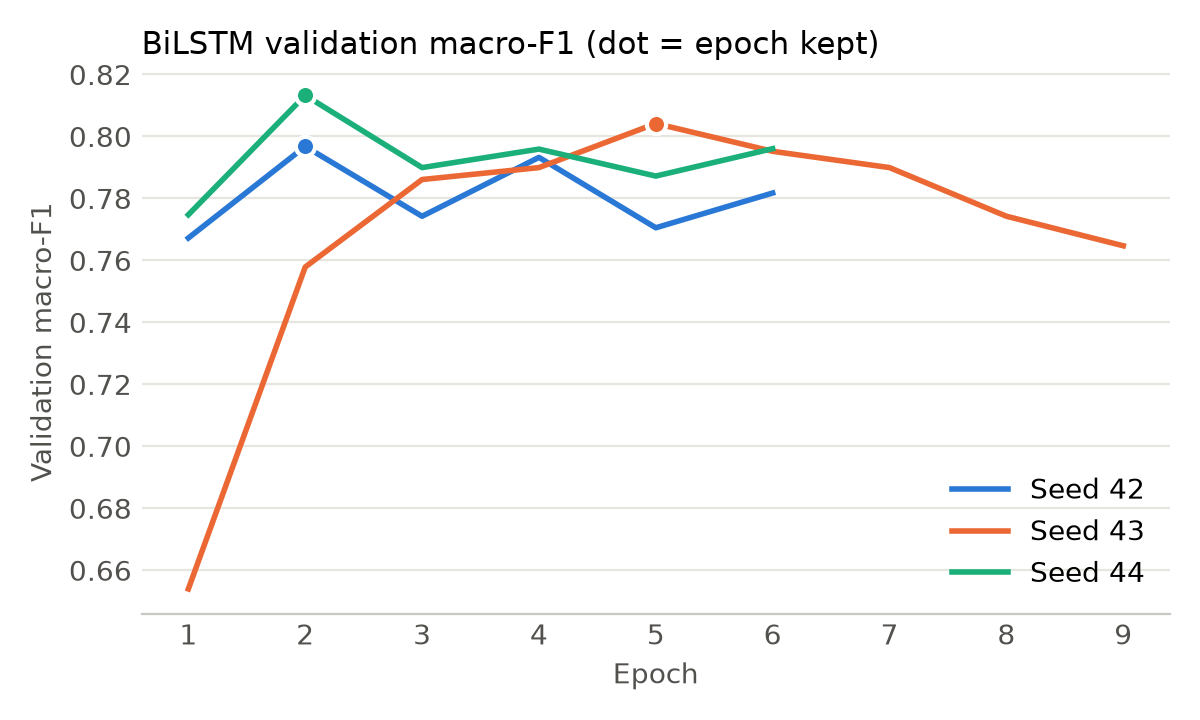 BiLSTM validation macro-F1 (dot = epoch kept)
Validation macro-F1
0.82
0.80
0.78
0.76
0.74
0.72
0.70
0.68
0.66
Seed 42
Seed 43
Seed 44
1 2 3 4 5 6 7 8 9
Epoch